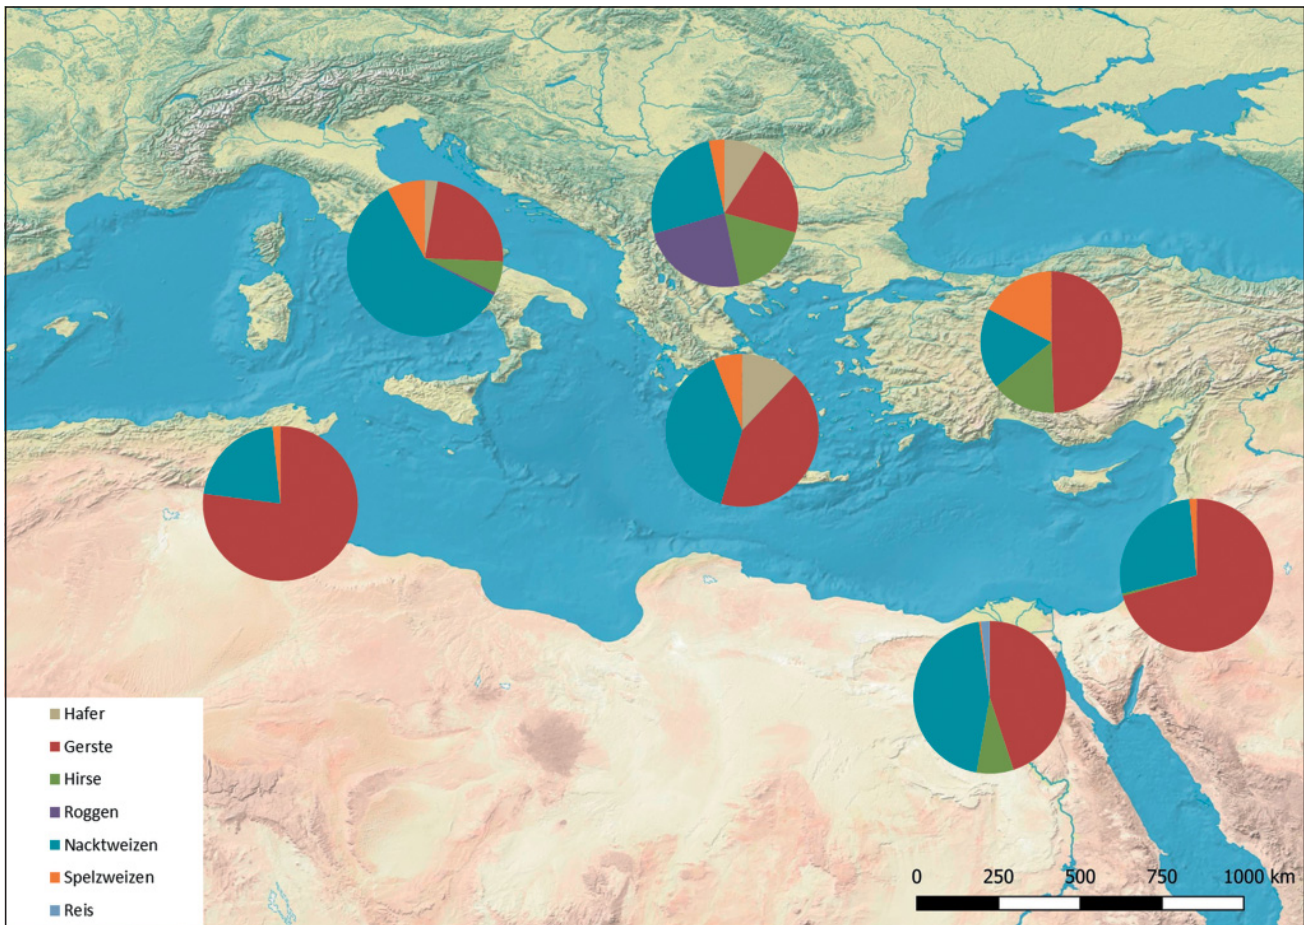 Hafer
Gerste
Hirse
Roggen
Nacktweizen
Spelzweizen
Reis
0 250 500 750 1000 km